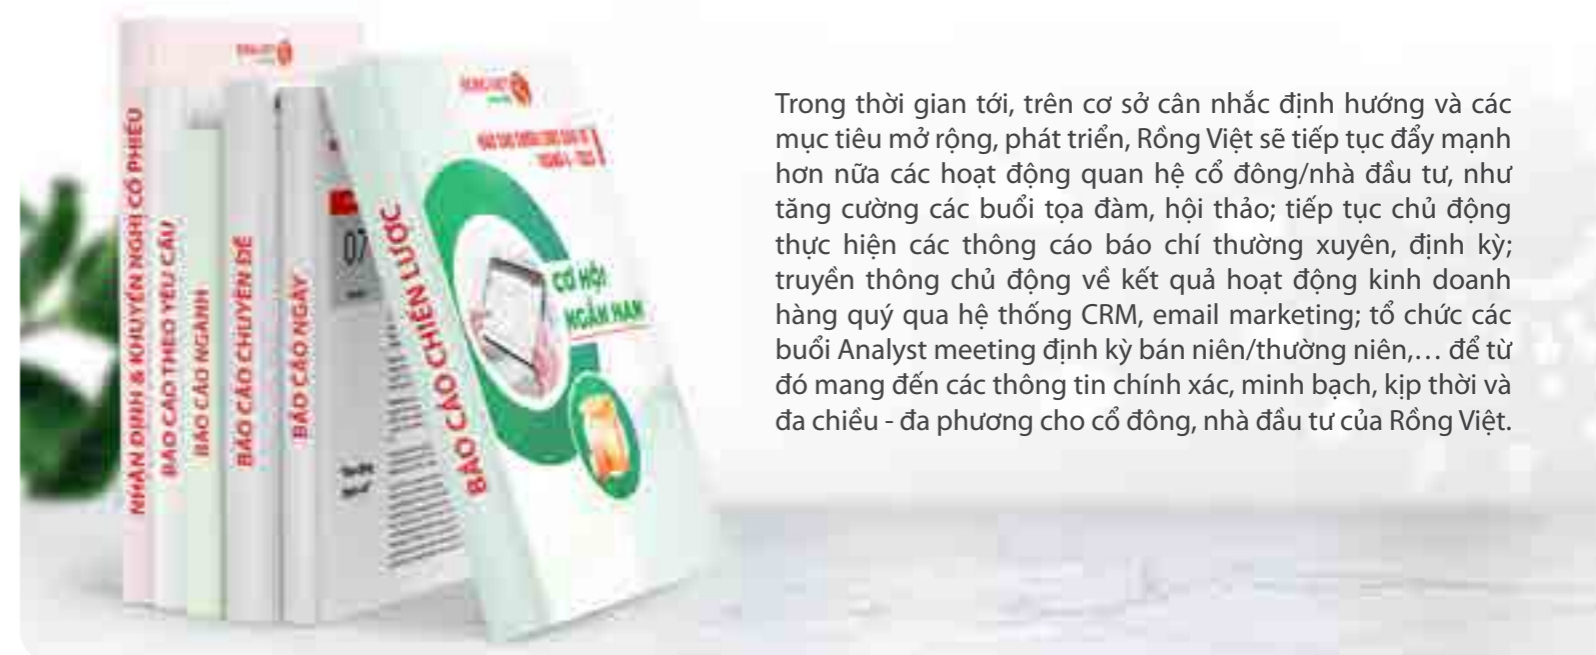 NHẬN ĐỊNH & KHUYẾN NGHỊ CỔ PHIẾU
BÁO CÁO THEO YÊU CẦU
BÁO CÁO NGÀNH
BÁO CÁO CHUYÊN ĐỀ
BÁO CÁO NGÀY
07
BÁO CÁO CHIẾN LƯỢC
CƠ HỘI
NGẮN HẠN
Trong thời gian tới, trên cơ sở cân nhắc định hướng và các
mục tiêu mở rộng, phát triển, Rồng Việt sẽ tiếp tục đẩy mạnh
hơn nữa các hoạt động quan hệ cổ đông/nhà đầu tư, như
tăng cường các buổi tọa đàm, hội thảo; tiếp tục chủ động
thực hiện các thông cáo báo chí thường xuyên, định kỳ;
truyền thông chủ động về kết quả hoạt động kinh doanh
hàng quý qua hệ thống CRM, email marketing; tổ chức các
buổi Analyst meeting định kỳ bán niên/thường niên,… để từ
đó mang đến các thông tin chính xác, minh bạch, kịp thời và
đa chiều - đa phương cho cổ đông, nhà đầu tư của Rồng Việt.